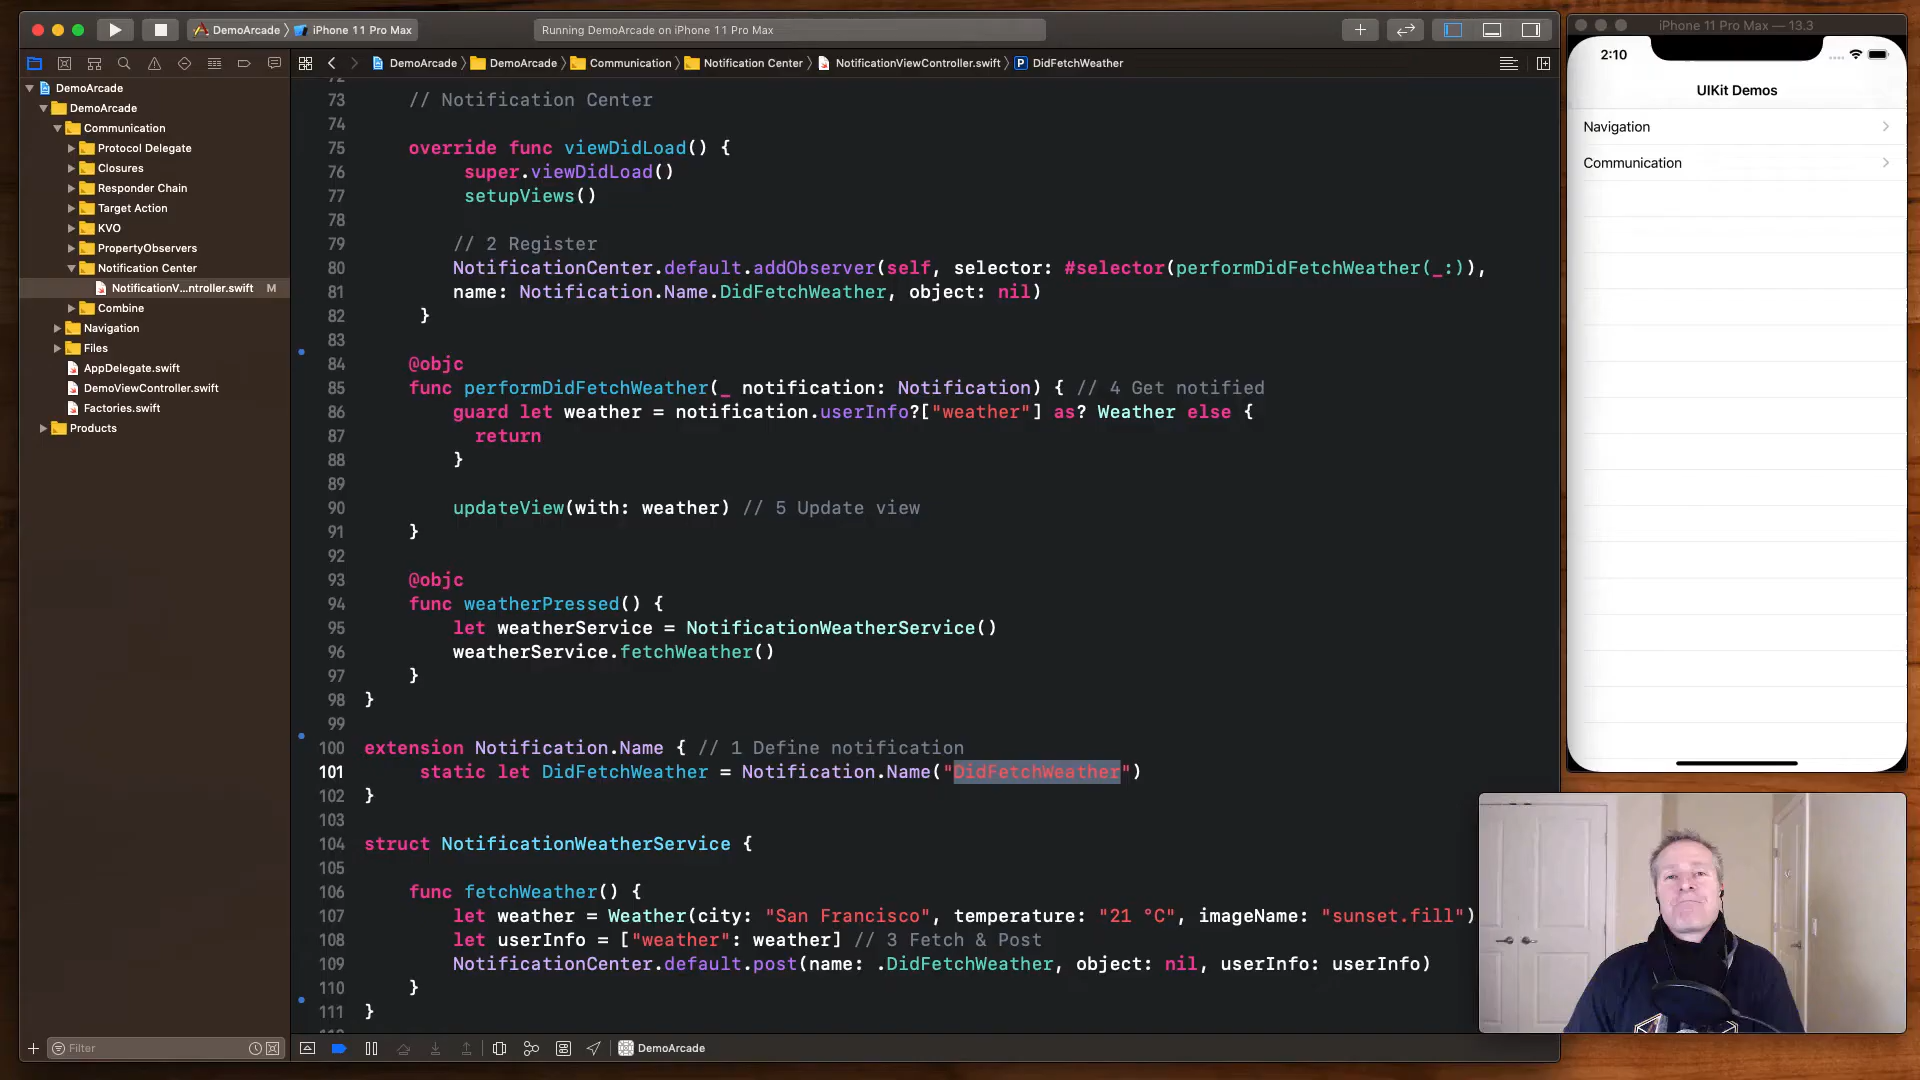 DemoArcade 〉 iPhone 11 Pro Max
Running DemoArcade on iPhone 11 Pro Max
DemoArcade 〉 DemoArcade 〉 Communication 〉 Notification Center 〉 NotificationViewController.swift 〉 P DidFetchWeather
DemoArcade
DemoArcade
Communication
Protocol Delegate
Closures
Responder Chain
Target Action
KVO
PropertyObservers
Notification Center
NotificationV...ntroller.swift M
Combine
Navigation
Files
AppDelegate.swift
DemoViewController.swift
Factories.swift
Products
Filter
73 // Notification Center
74
75 override func viewDidLoad() {
76 super.viewDidLoad()
77 setupViews()
78
79 // 2 Register
80 NotificationCenter.default.addObserver(self, selector: #selector(performDidFetchWeather(_:)),
81 name: Notification.Name.DidFetchWeather, object: nil)
82 }
83
84 @objc
85 func performDidFetchWeather(_ notification: Notification) { // 4 Get notified
86 guard let weather = notification.userInfo?["weather"] as? Weather else {
87 return
88 }
89
90 updateView(with: weather) // 5 Update view
91 }
92
93 @objc
94 func weatherPressed() {
95 let weatherService = NotificationWeatherService()
96 weatherService.fetchWeather()
97 }
98 }
99
100 extension Notification.Name { // 1 Define notification
101 static let DidFetchWeather = Notification.Name("DidFetchWeather")
102 }
103
104 struct NotificationWeatherService {
105
106 func fetchWeather() {
107 let weather = Weather(city: "San Francisco", temperature: "21 °C", imageName: "sunset.fill")
108 let userInfo = ["weather": weather] // 3 Fetch & Post
109 NotificationCenter.default.post(name: .DidFetchWeather, object: nil, userInfo: userInfo)
110 }
111 }
DemoArcade
iPhone 11 Pro Max — 13.3
2:10
UIKit Demos
Navigation
Communication